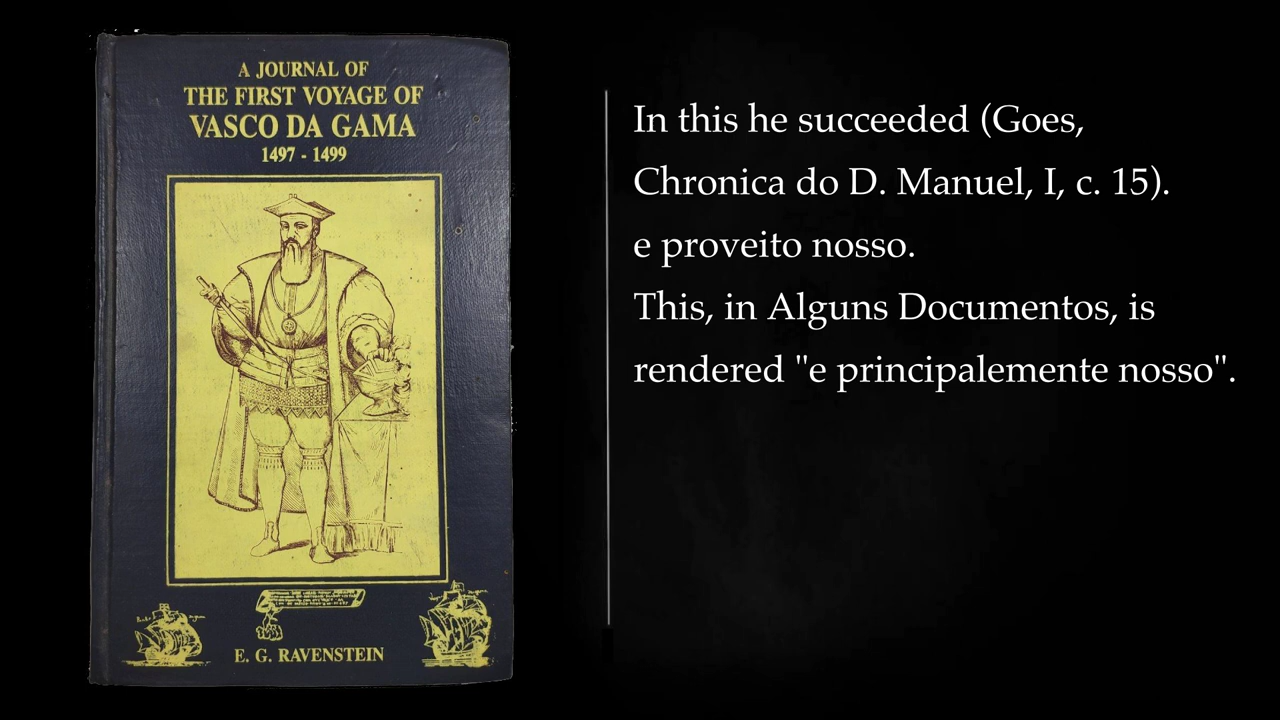 A JOURNAL OF
THE FIRST VOYAGE OF
VASCO DA GAMA
1497 - 1499
E. G. RAVENSTEIN
In this he succeeded (Goes,
Chronica do D. Manuel, I, c. 15).
e proveito nosso.
This, in Alguns Documentos, is
rendered "e principalemente nosso".